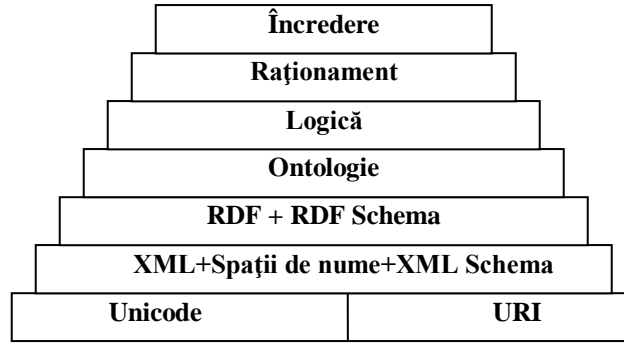 Încredere
Raţionament
Logică
Ontologie
RDF + RDF Schema
XML+Spaţii de nume+XML Schema
Unicode URI